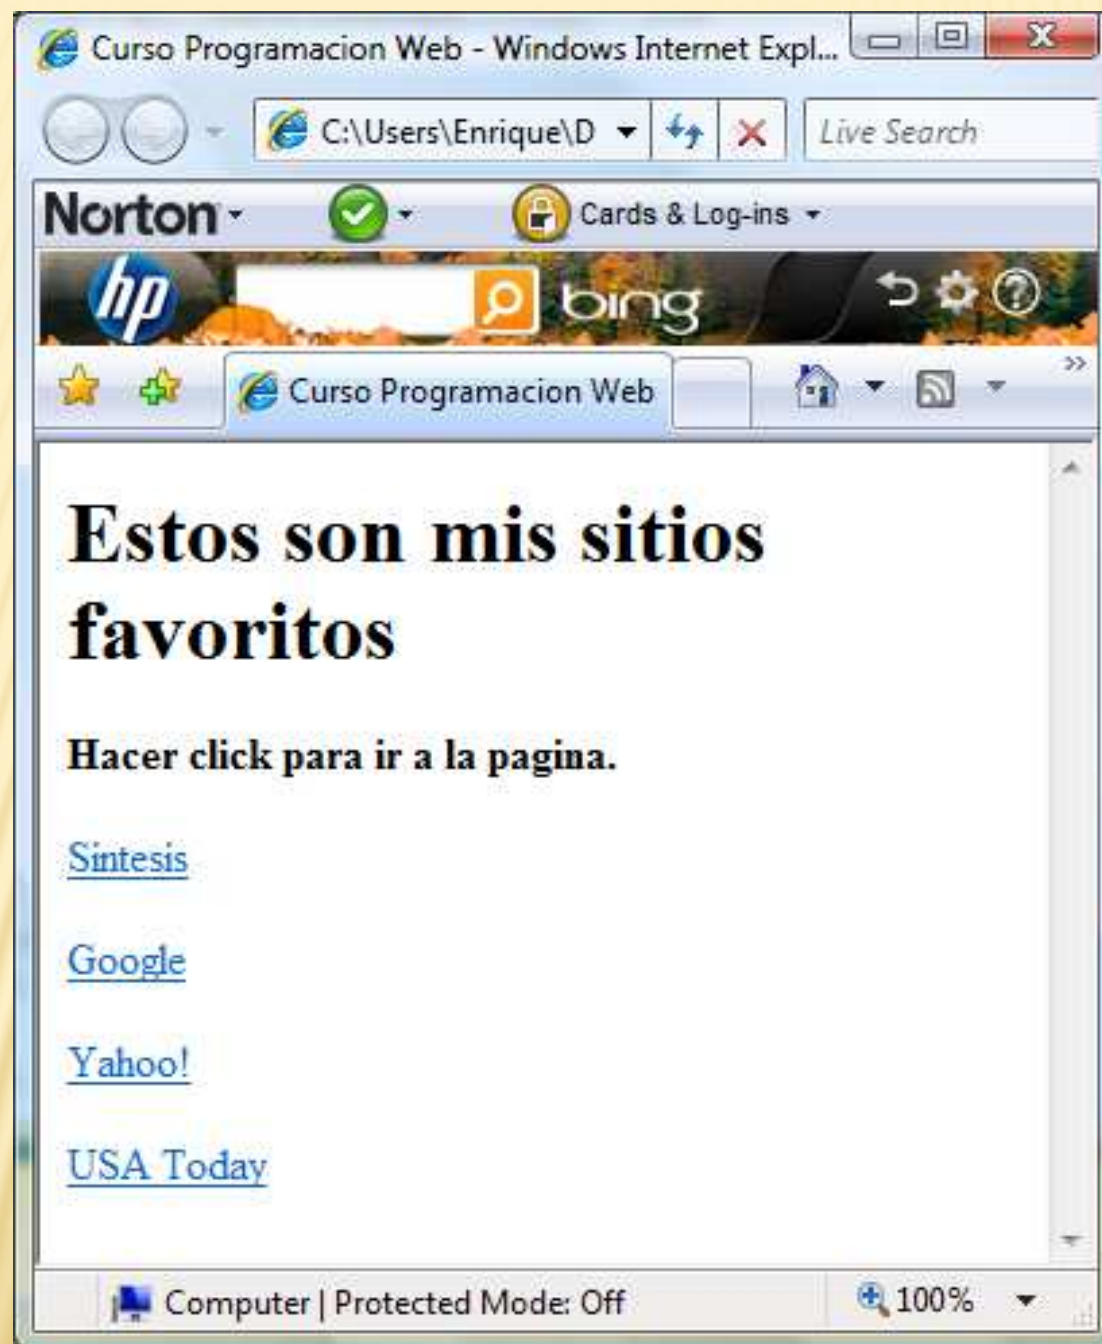 Curso Programacion Web - Windows Internet Expl...
C:\Users\Enrique\D
Live Search
Norton
Cards & Log-ins
hp
bing
Curso Programacion Web
Estos son mis sitios
favoritos
Hacer click para ir a la pagina.
Sintesis
Google
Yahoo!
USA Today
Computer | Protected Mode: Off
100%